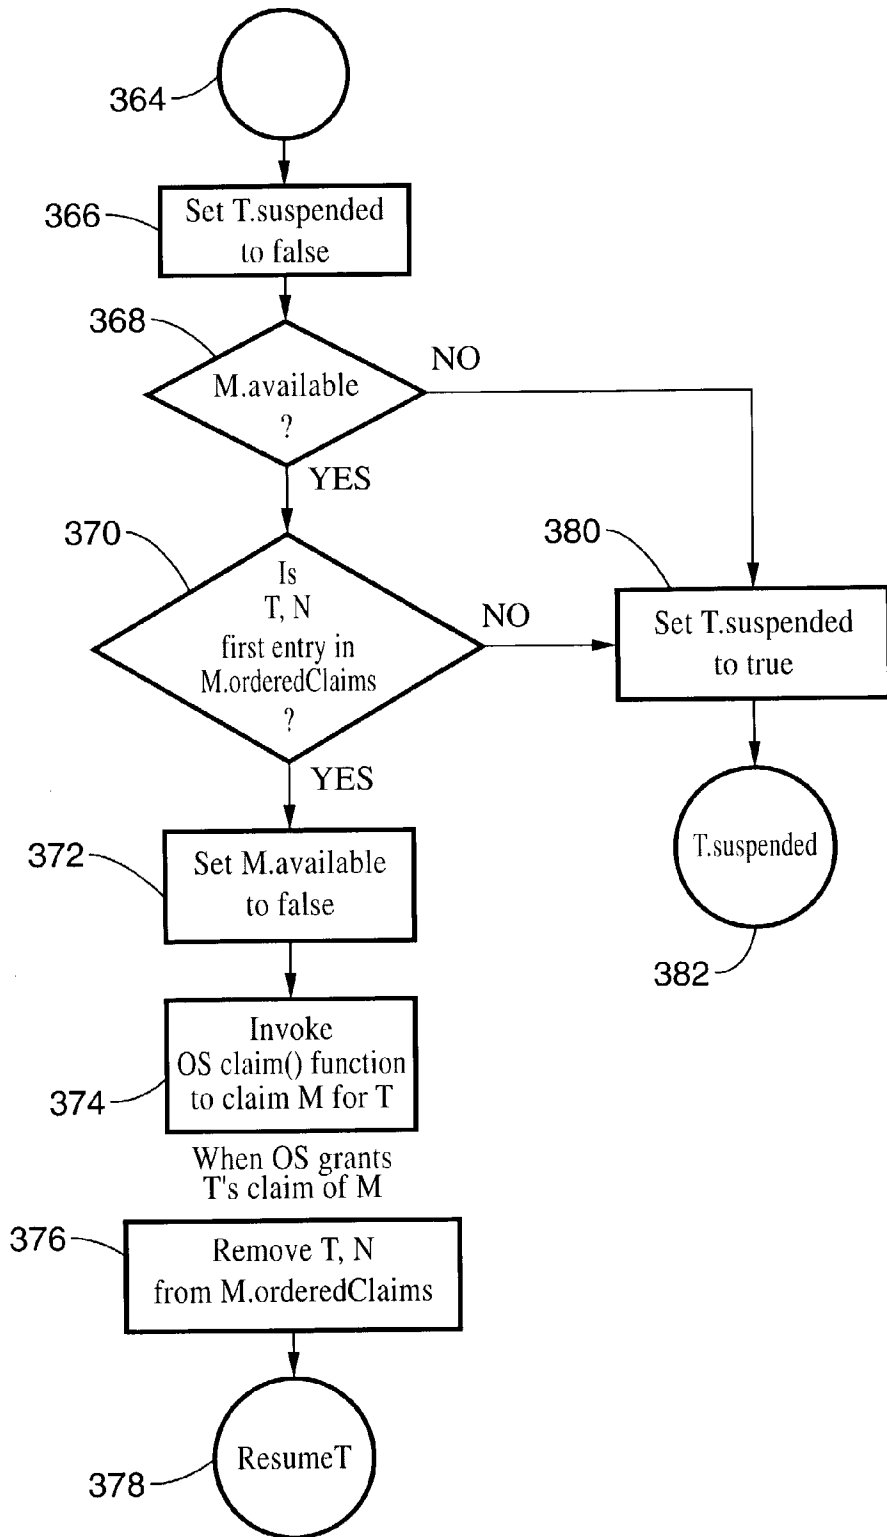 364
366
Set T.suspended
to false
368
M.available
?
NO
YES
370
Is
T, N
first entry in
M.orderedClaims
?
NO
YES
380
Set T.suspended
to true
T.suspended
382
372
Set M.available
to false
374
Invoke
OS claim() function
to claim M for T
When OS grants
T's claim of M
376
Remove T, N
from M.orderedClaims
ResumeT
378